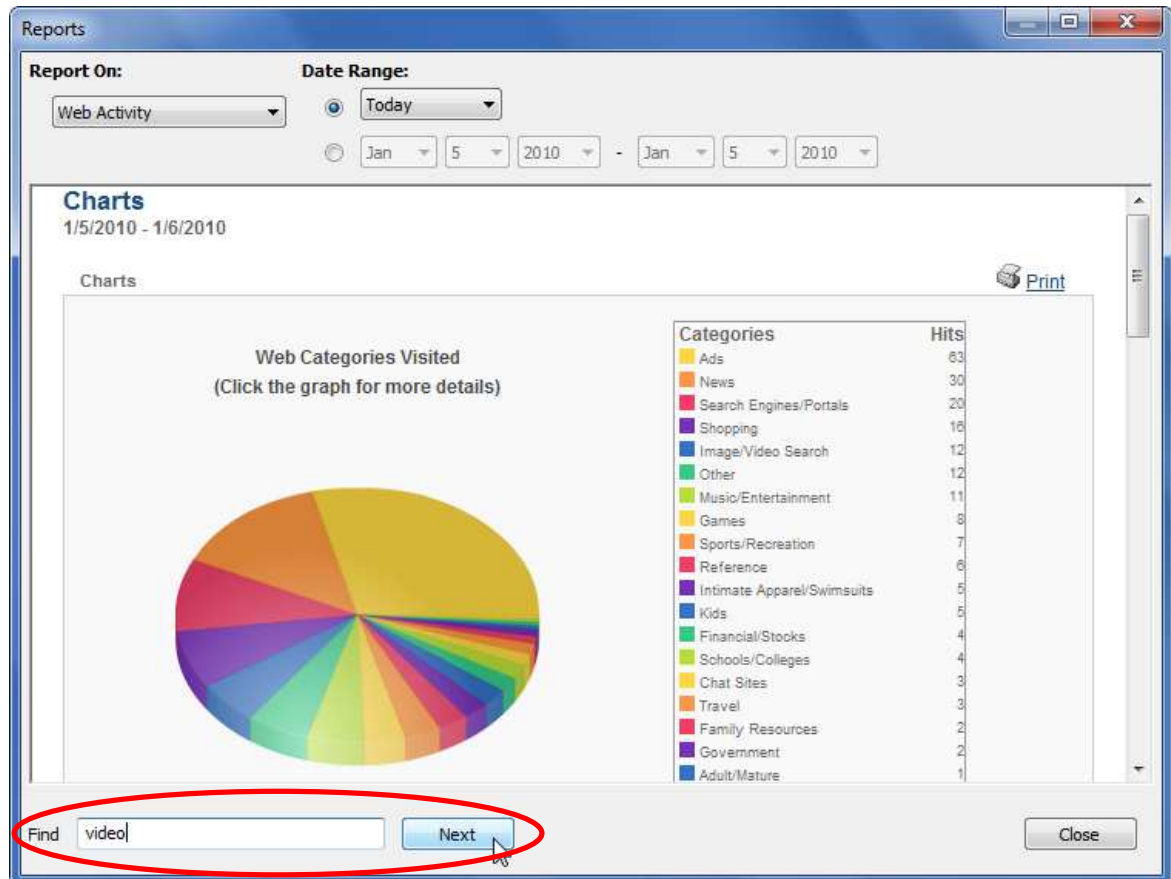 Reports
Report On:
Date Range:
Web Activity
Today
Jan 5 2010 - Jan 5 2010
Charts
1/5/2010 - 1/6/2010
Charts
Print
Web Categories Visited
(Click the graph for more details)
Categories Hits
Ads 63
News 30
Search Engines/Portals 20
Shopping 16
Image/Video Search 12
Other 12
Music/Entertainment 11
Games 8
Sports/Recreation 7
Reference 6
Intimate Apparel/Swimsuits 5
Kids 5
Financial/Stocks 4
Schools/Colleges 4
Chat Sites 3
Travel 3
Family Resources 2
Government 2
Adult/Mature 1
Find video Next Close